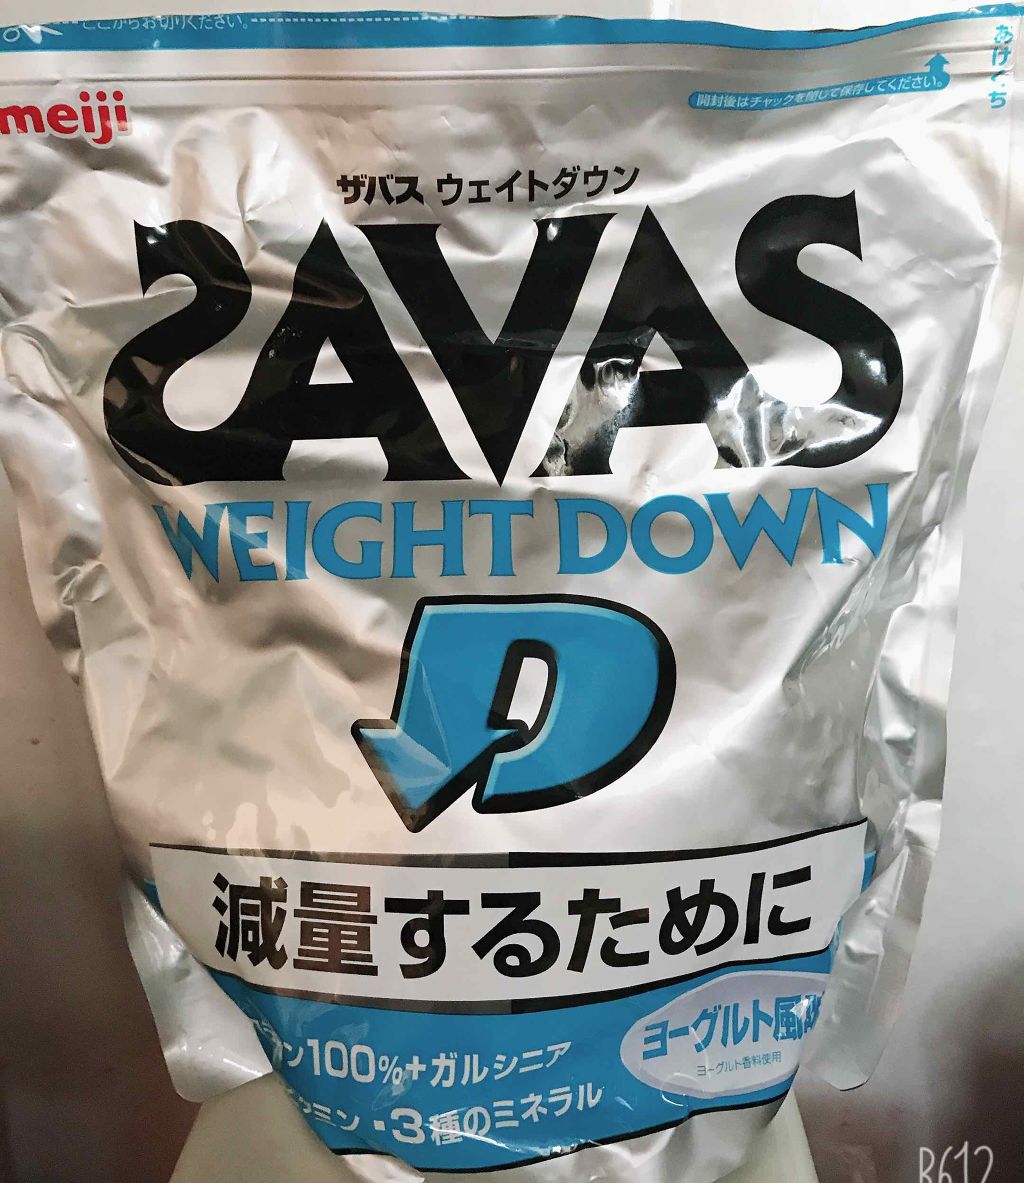 ここからお切りください。
あけくち
開封後はチャックを閉じて保存してください。
meiji
ザバス ウェイトダウン
SAVAS
WEIGHT DOWN
D
減量するために
ヨーグルト風味
ヨーグルト香料使用
ン100%+ガルシニア
ミン・3種のミネラル
B612